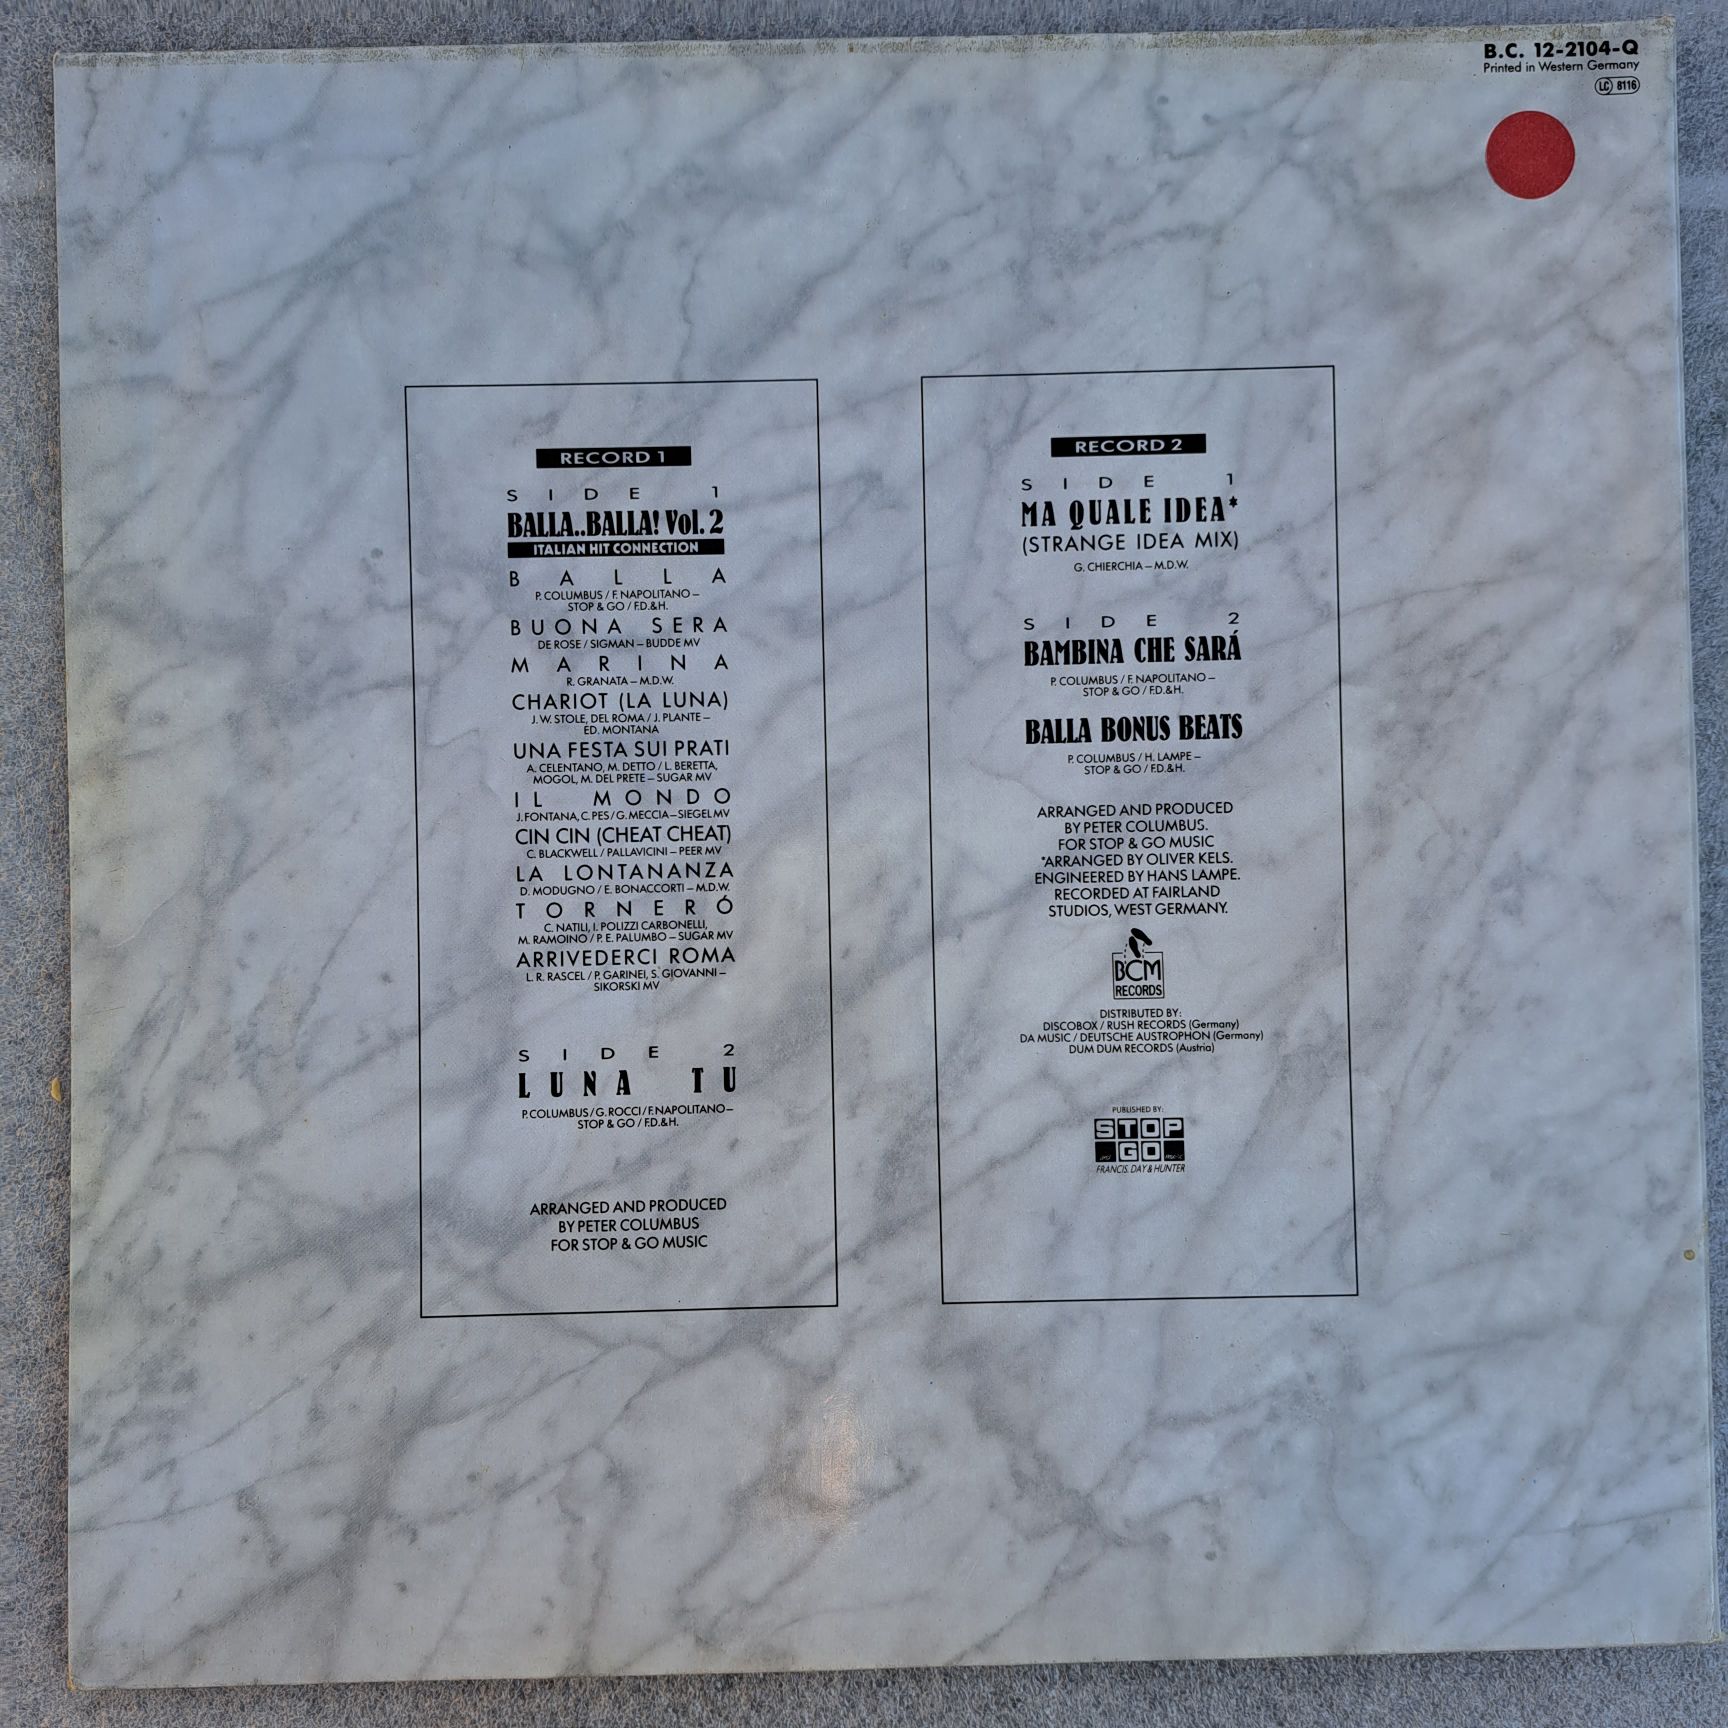 B.C. 12-2104-Q
Printed in Western Germany
LC 8116
RECORD 1
SIDE 1
BALLA..BALLA! Vol. 2
ITALIAN HIT CONNECTION
BALLA
P. COLUMBUS / F. NAPOLITANO –
STOP & GO / F.D.&H.
BUONA SERA
DE ROSE / SIGMAN – BUDDE MV
MARINA
R. GRANATA – M.D.W.
CHARIOT (LA LUNA)
J. W. STOLE, DEL ROMA / J. PLANTE –
ED. MONTANA
UNA FESTA SUI PRATI
A. CELENTANO, M. DETTO / L. BERETTA,
MOGOL, M. DEL PRETE – SUGAR MV
IL MONDO
J. FONTANA, C. PES / G. MECCIA – SIEGEL MV
CIN CIN (CHEAT CHEAT)
C. BLACKWELL / PALLAVICINI – PEER MV
LA LONTANANZA
D. MODUGNO / E. BONACCORTI – M.D.W.
TORNERÓ
C. NATILI, I. POLIZZI CARBONELLI,
M. RAMOINO / P. E. PALUMBO – SUGAR MV
ARRIVEDERCI ROMA
L. R. RASCEL / P. GARINEI, S. GIOVANNI –
SIKORSKI MV
SIDE 2
LUNA TU
P. COLUMBUS / G. ROCCI / F. NAPOLITANO –
STOP & GO / F.D.&H.
ARRANGED AND PRODUCED
BY PETER COLUMBUS
FOR STOP & GO MUSIC
RECORD 2
SIDE 1
MA QUALE IDEA*
(STRANGE IDEA MIX)
G. CHIERCHIA – M.D.W.
SIDE 2
BAMBINA CHE SARÁ
P. COLUMBUS / F. NAPOLITANO –
STOP & GO / F.D.&H.
BALLA BONUS BEATS
P. COLUMBUS / H. LAMPE –
STOP & GO / F.D.&H.
ARRANGED AND PRODUCED
BY PETER COLUMBUS.
FOR STOP & GO MUSIC
*ARRANGED BY OLIVER KELS.
ENGINEERED BY HANS LAMPE.
RECORDED AT FAIRLAND
STUDIOS, WEST GERMANY.
BCM
RECORDS
DISTRIBUTED BY:
DISCOBOX / RUSH RECORDS (Germany)
DA MUSIC / DEUTSCHE AUSTROPHON (Germany)
DUM DUM RECORDS (Austria)
PUBLISHED BY:
STOP
and GO music
FRANCIS, DAY & HUNTER